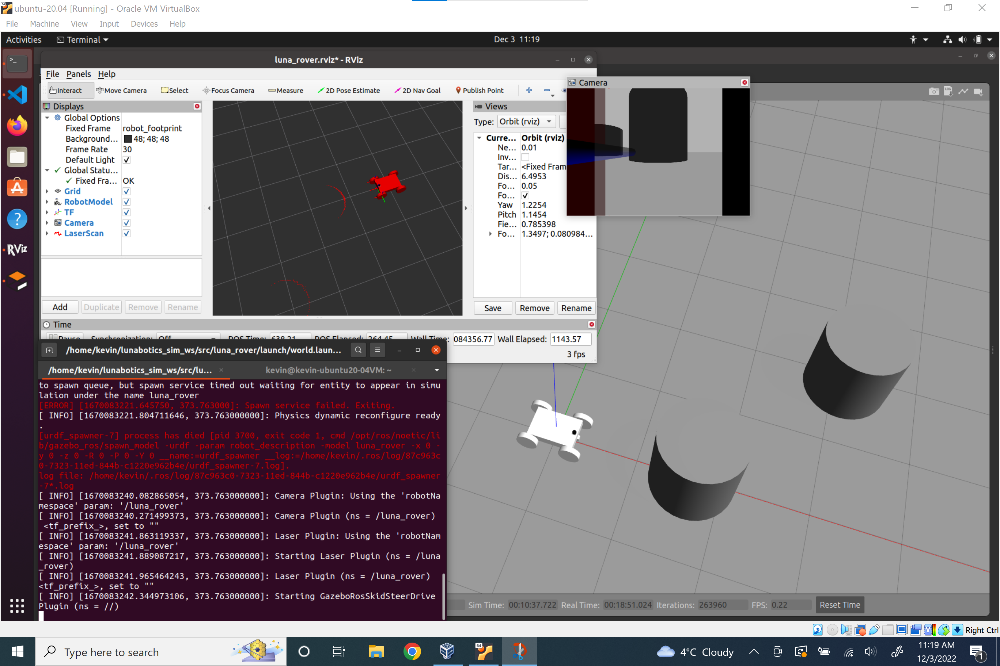 ubuntu-20.04 [Running] - Oracle VM VirtualBox
File Machine View Input Devices Help
Activities Terminal Dec 3 11:19
luna_rover.rviz* - RViz
File Panels Help
Interact Move Camera Select Focus Camera Measure 2D Pose Estimate 2D Nav Goal Publish Point
Displays
Global Options
Fixed Frame robot_footprint
Background... 48; 48; 48
Frame Rate 30
Default Light
Global Statu...
Fixed Fra... OK
Grid
RobotModel
TF
Camera
LaserScan
Add Duplicate Remove Rename
Views
Type: Orbit (rviz)
Curre... Orbit (rviz)
Ne... 0.01
Inv...
Tar... <Fixed Fram
Dis... 6.4953
Fo... 0.05
Fo...
Yaw 1.2254
Pitch 1.1454
Fie... 0.785398
Fo... 1.3497; 0.080984...
Save Remove Rename
Camera
Time
Pause Synchronization: Off ROS Time: 638.21 ROS Elapsed: 264.45 Wall Time: 084356.77 Wall Elapsed: 1143.57
3 fps
RViz
/home/kevin/lunabotics_sim_ws/src/luna_rover/launch/world.laun...
/home/kevin/lunabotics_sim_ws/src/lu... kevin@kevin-ubuntu20-04VM: ~
to spawn queue, but spawn service timed out waiting for entity to appear in simu
lation under the name luna_rover
[ERROR] [1670083221.645750, 373.763000]: Spawn service failed. Exiting.
[ INFO] [1670083221.804711646, 373.763000000]: Physics dynamic reconfigure ready
.
[urdf_spawner-7] process has died [pid 3700, exit code 1, cmd /opt/ros/noetic/li
b/gazebo_ros/spawn_model -urdf -param robot_description -model luna_rover -x 0 -
y 0 -z 0 -R 0 -P 0 -Y 0 __name:=urdf_spawner __log:=/home/kevin/.ros/log/87c963c
0-7323-11ed-844b-c1220e962b4e/urdf_spawner-7.log].
log file: /home/kevin/.ros/log/87c963c0-7323-11ed-844b-c1220e962b4e/urdf_spawner
-7*.log
[ INFO] [1670083240.082865054, 373.763000000]: Camera Plugin: Using the 'robotNa
mespace' param: '/luna_rover'
[ INFO] [1670083240.271499373, 373.763000000]: Camera Plugin (ns = /luna_rover)
<tf_prefix_>, set to ""
[ INFO] [1670083241.863119337, 373.763000000]: Laser Plugin: Using the 'robotNam
espace' param: '/luna_rover'
[ INFO] [1670083241.889087217, 373.763000000]: Starting Laser Plugin (ns = /luna
_rover)
[ INFO] [1670083241.965464243, 373.763000000]: Laser Plugin (ns = /luna_rover)
<tf_prefix_>, set to ""
[ INFO] [1670083242.344973106, 373.763000000]: Starting GazeboRosSkidSteerDrive
Plugin (ns = //)
Sim Time: 00:10:37.722 Real Time: 00:18:51.024 Iterations: 263960 FPS: 0.22 Reset Time
Right Ctrl
Type here to search
64
4°C Cloudy
11:19 AM
12/3/2022
1